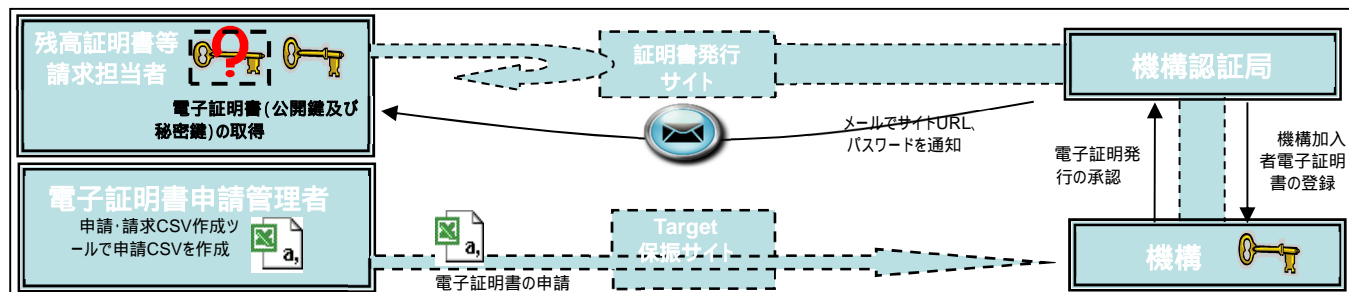 残高証明書等
請求担当者
?
電子証明書(公開鍵及び
秘密鍵)の取得
証明書発行
サイト
機構認証局
メールでサイトURL、
パスワードを通知
電子証明発
行の承認
機構加入
者電子証明
書の登録
電子証明書申請管理者
申請・請求CSV作成ツ
ールで申請CSVを作成
a,
a,
電子証明書の申請
Target
保振サイト
機構